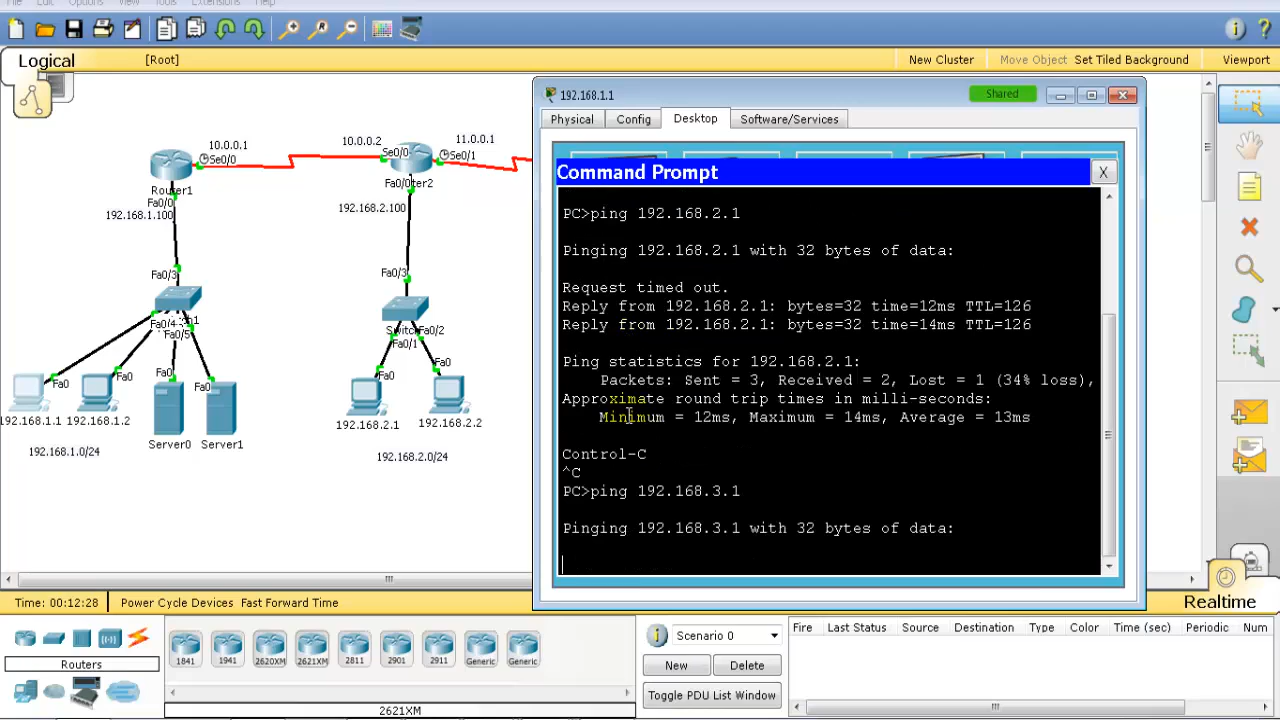 File Edit Options View Tools Extensions Help
Logical
[Root]
New Cluster
Move Object
Set Tiled Background
Viewport
10.0.0.1
Se0/0
Router1
Fa0/0
192.168.1.100
10.0.0.2
Se0/0
11.0.0.1
Se0/1
Fa0/0
ter2
192.168.2.100
Fa0/3
Fa0/4
Fa0/5
Fa0
Fa0
Fa0
Fa0
192.168.1.1
192.168.1.2
Server0
Server1
192.168.1.0/24
Fa0/3
Fa0/2
Fa0/1
Fa0
Fa0
192.168.2.1
192.168.2.2
192.168.2.0/24
192.168.1.1
Shared
Physical
Config
Desktop
Software/Services
Command Prompt
X
PC>ping 192.168.2.1
Pinging 192.168.2.1 with 32 bytes of data:
Request timed out.
Reply from 192.168.2.1: bytes=32 time=12ms TTL=126
Reply from 192.168.2.1: bytes=32 time=14ms TTL=126
Ping statistics for 192.168.2.1:
Packets: Sent = 3, Received = 2, Lost = 1 (34% loss),
Approximate round trip times in milli-seconds:
Minimum = 12ms, Maximum = 14ms, Average = 13ms
Control-C
^C
PC>ping 192.168.3.1
Pinging 192.168.3.1 with 32 bytes of data:
Time: 00:12:28
Power Cycle Devices Fast Forward Time
Realtime
Routers
1841
1941
2620XM
2621XM
2811
2901
2911
Generic
Generic
2621XM
Scenario 0
New
Delete
Toggle PDU List Window
Fire
Last Status
Source
Destination
Type
Color
Time (sec)
Periodic
Num